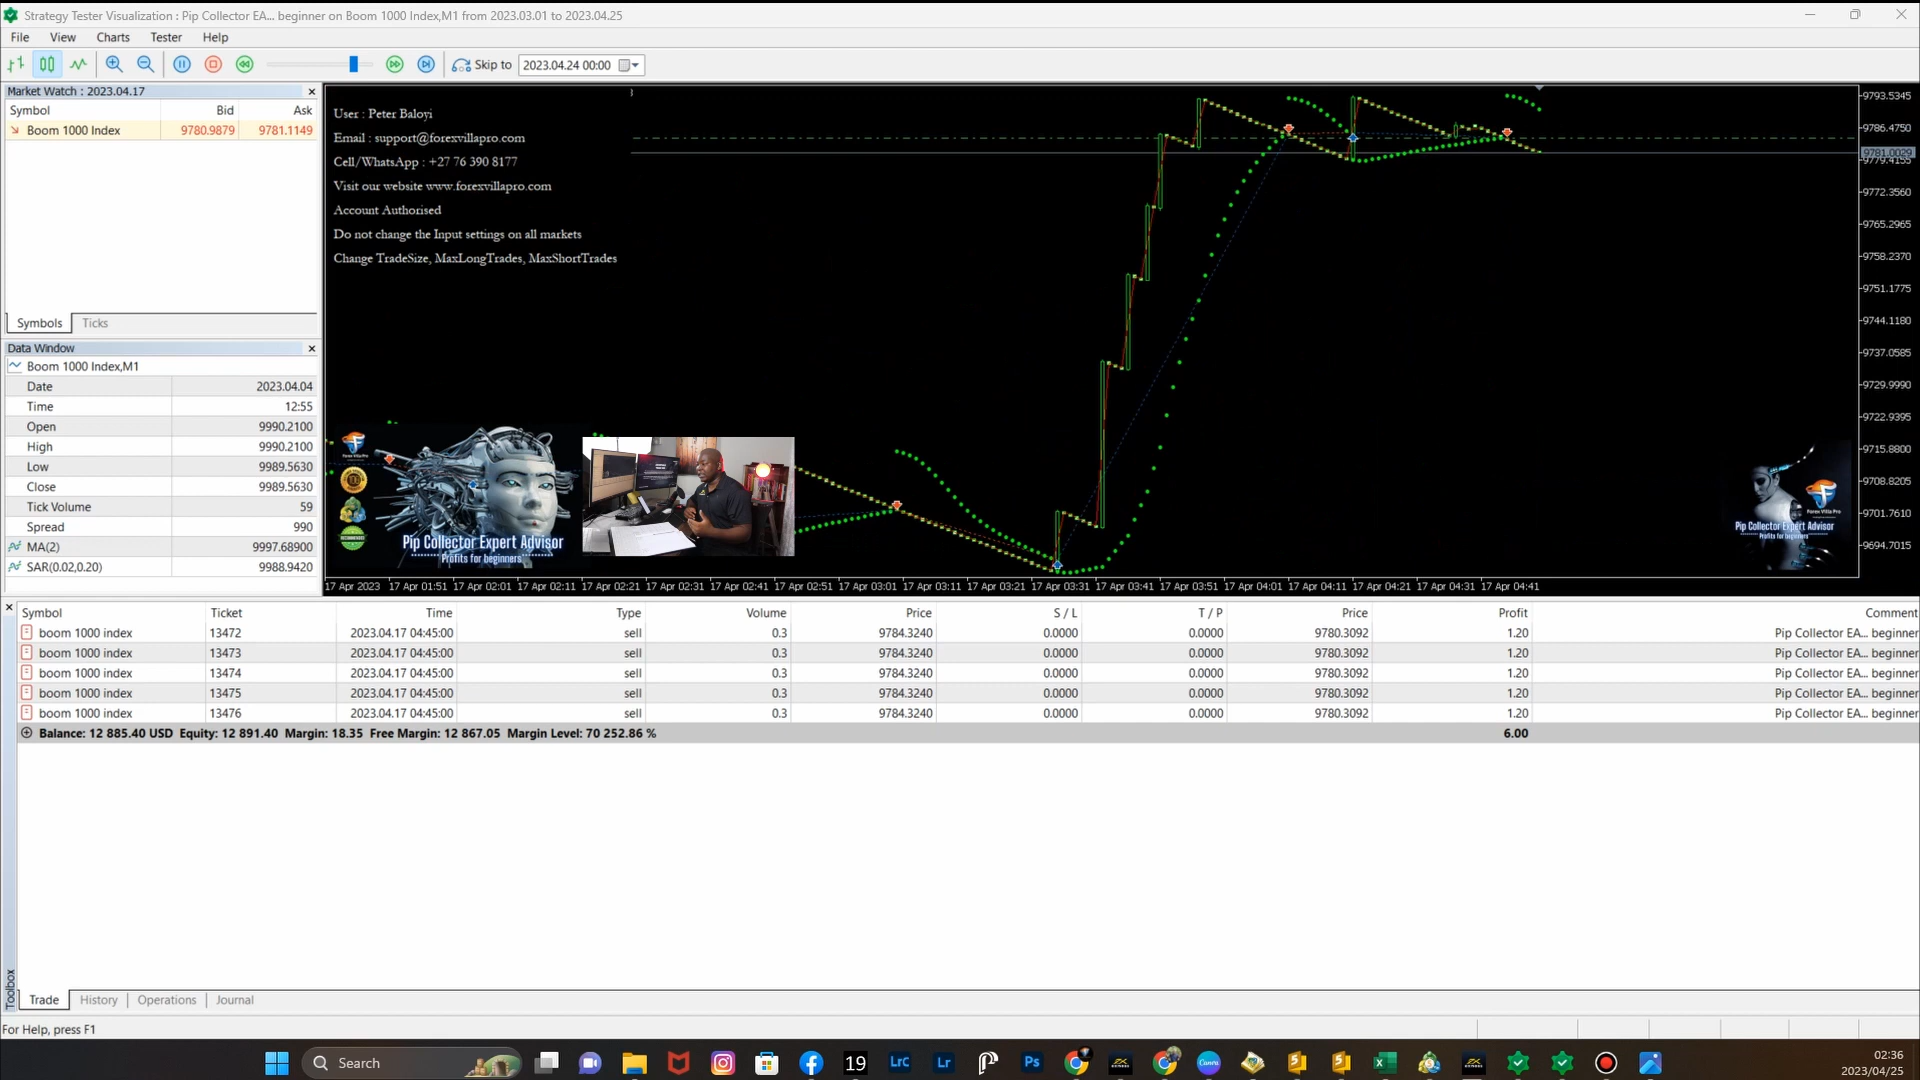 Strategy Tester Visualization : Pip Collector EA... beginner on Boom 1000 Index,M1 from 2023.03.01 to 2023.04.25
File View Charts Tester Help
Skip to 2023.04.24 00:00
Market Watch : 2023.04.17
Symbol Bid Ask
Boom 1000 Index 9780.9879 9781.1149
Symbols Ticks
Data Window
Boom 1000 Index,M1
Date 2023.04.04
Time 12:55
Open 9990.2100
High 9990.2100
Low 9989.5630
Close 9989.5630
Tick Volume 59
Spread 990
MA(2) 9997.68900
SAR(0.02,0.20) 9988.9420
User : Peter Baloyi
Email : support@forexvillapro.com
Cell/WhatsApp : +27 76 390 8177
Visit our website www.forexvillapro.com
Account Authorised
Do not change the Input settings on all markets
Change TradeSize, MaxLongTrades, MaxShortTrades
9793.5345
9786.4750
9781.0029
9779.4155
9772.3560
9765.2965
9758.2370
9751.1775
9744.1180
9737.0585
9729.9990
9722.9395
9715.8800
9708.8205
9701.7610
9694.7015
Forex Villa Pro
Pip Collector Expert Advisor
Profits for beginners
Forex Villa Pro
Pip Collector Expert Advisor
Profits for beginners
17 Apr 2023 17 Apr 01:51 17 Apr 02:01 17 Apr 02:11 17 Apr 02:21 17 Apr 02:31 17 Apr 02:41 17 Apr 02:51 17 Apr 03:01 17 Apr 03:11 17 Apr 03:21 17 Apr 03:31 17 Apr 03:41 17 Apr 03:51 17 Apr 04:01 17 Apr 04:11 17 Apr 04:21 17 Apr 04:31 17 Apr 04:41
Symbol Ticket Time Type Volume Price S / L T / P Price Profit Comment
boom 1000 index 13472 2023.04.17 04:45:00 sell 0.3 9784.3240 0.0000 0.0000 9780.3092 1.20 Pip Collector EA... beginner
boom 1000 index 13473 2023.04.17 04:45:00 sell 0.3 9784.3240 0.0000 0.0000 9780.3092 1.20 Pip Collector EA... beginner
boom 1000 index 13474 2023.04.17 04:45:00 sell 0.3 9784.3240 0.0000 0.0000 9780.3092 1.20 Pip Collector EA... beginner
boom 1000 index 13475 2023.04.17 04:45:00 sell 0.3 9784.3240 0.0000 0.0000 9780.3092 1.20 Pip Collector EA... beginner
boom 1000 index 13476 2023.04.17 04:45:00 sell 0.3 9784.3240 0.0000 0.0000 9780.3092 1.20 Pip Collector EA... beginner
Balance: 12 885.40 USD Equity: 12 891.40 Margin: 18.35 Free Margin: 12 867.05 Margin Level: 70 252.86 % 6.00
Toolbox
Trade History Operations Journal
For Help, press F1
Search 19 LrC Lr Ps Canva
02:36
2023/04/25